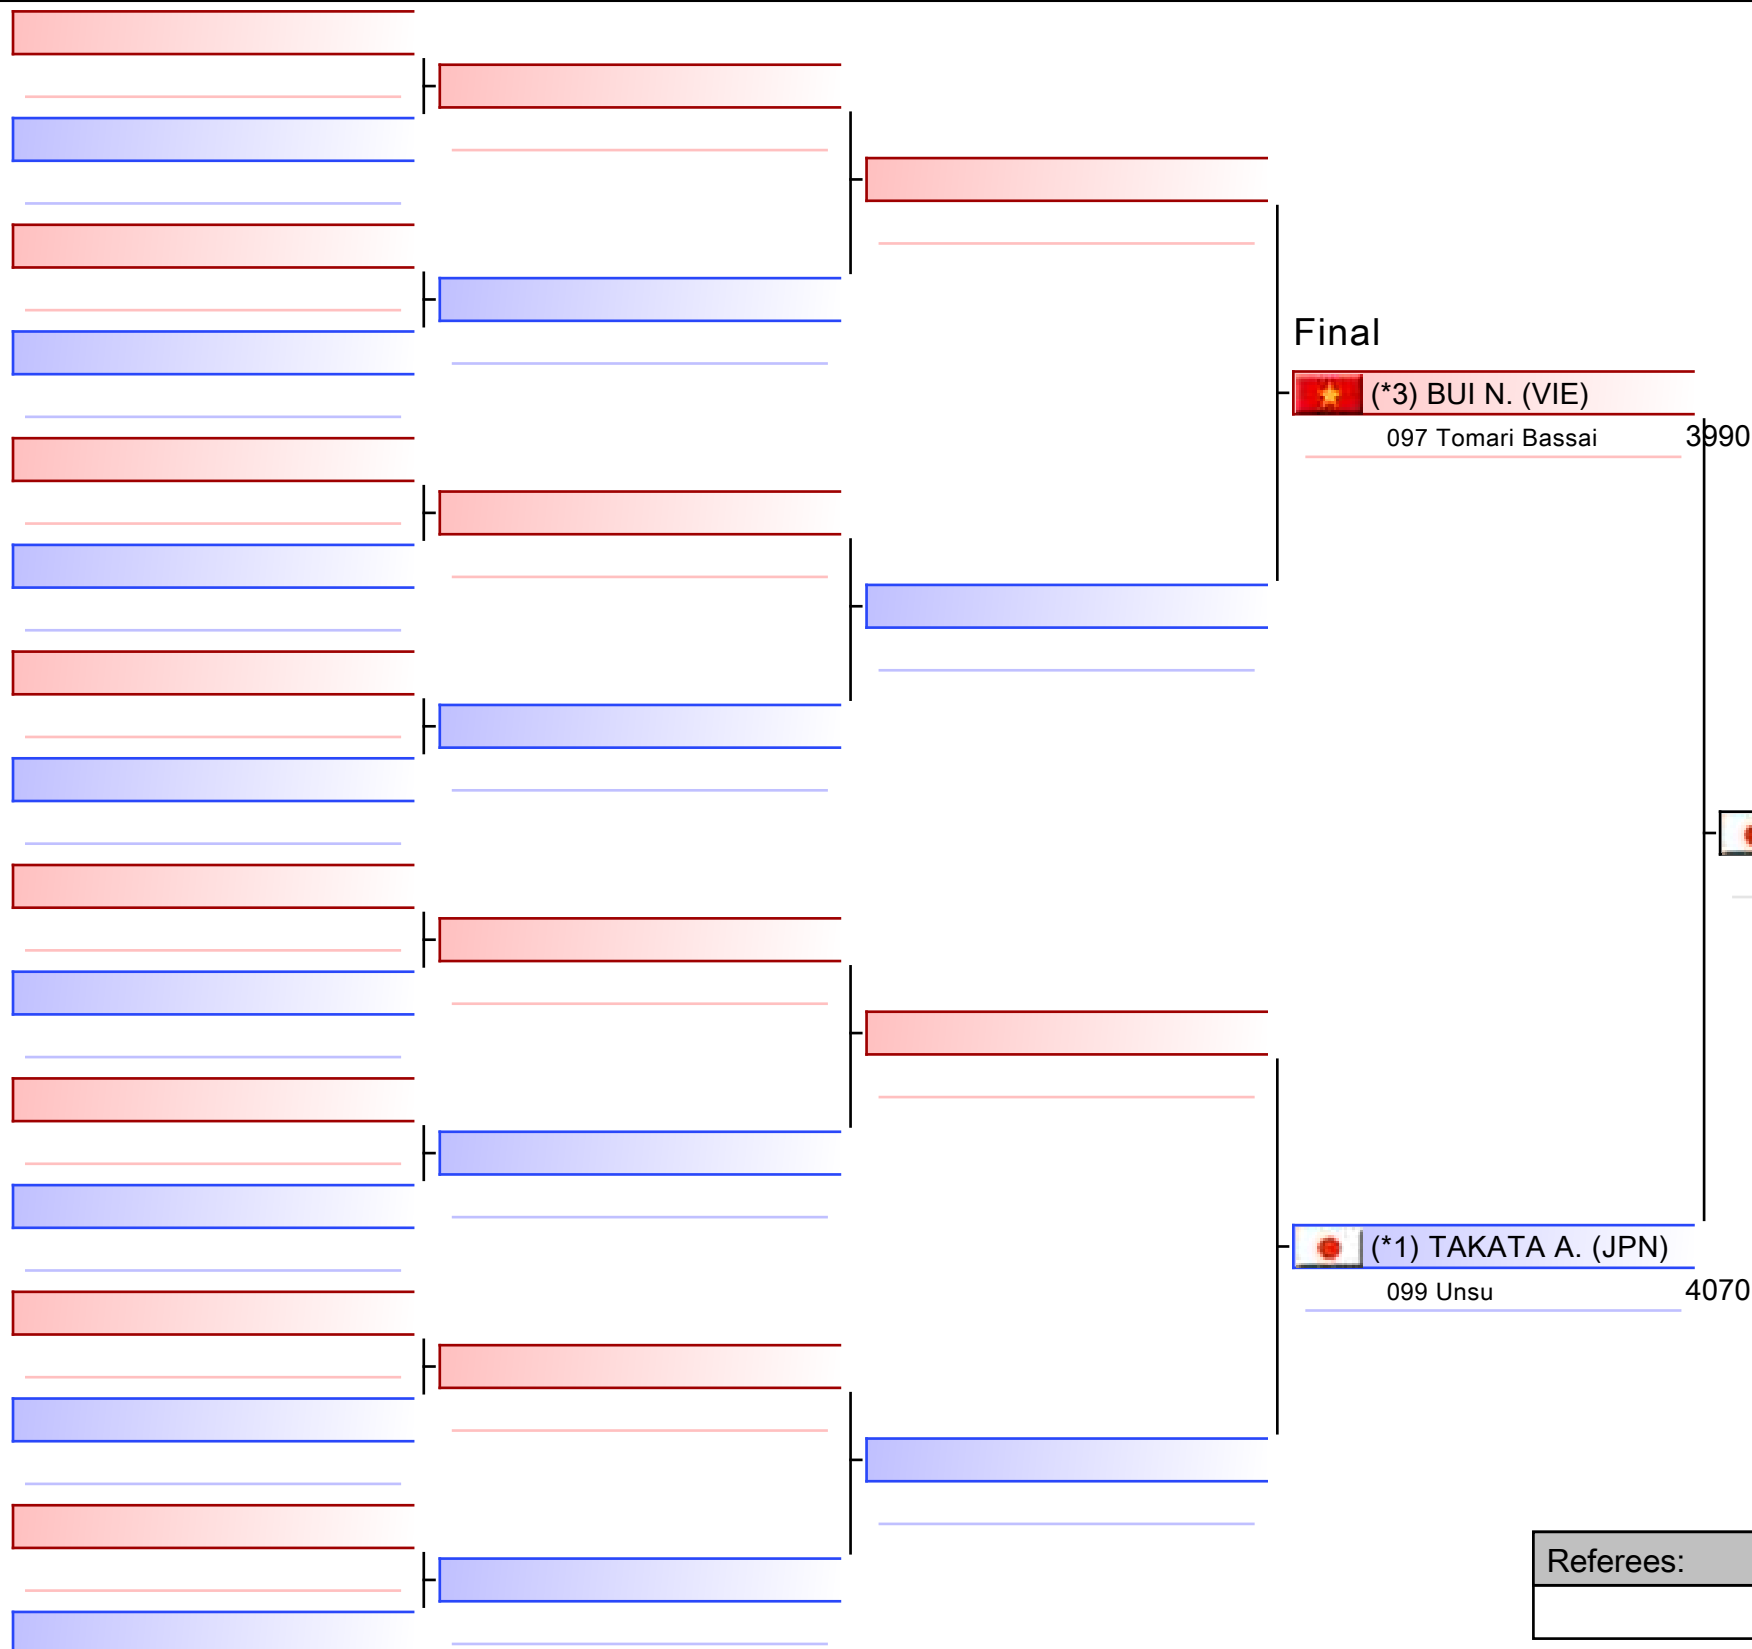 Final
(*3) BUI N. (VIE)
097 Tomari Bassai 3990
(*1) TAKATA A. (JPN)
099 Unsu 4070
Referees: